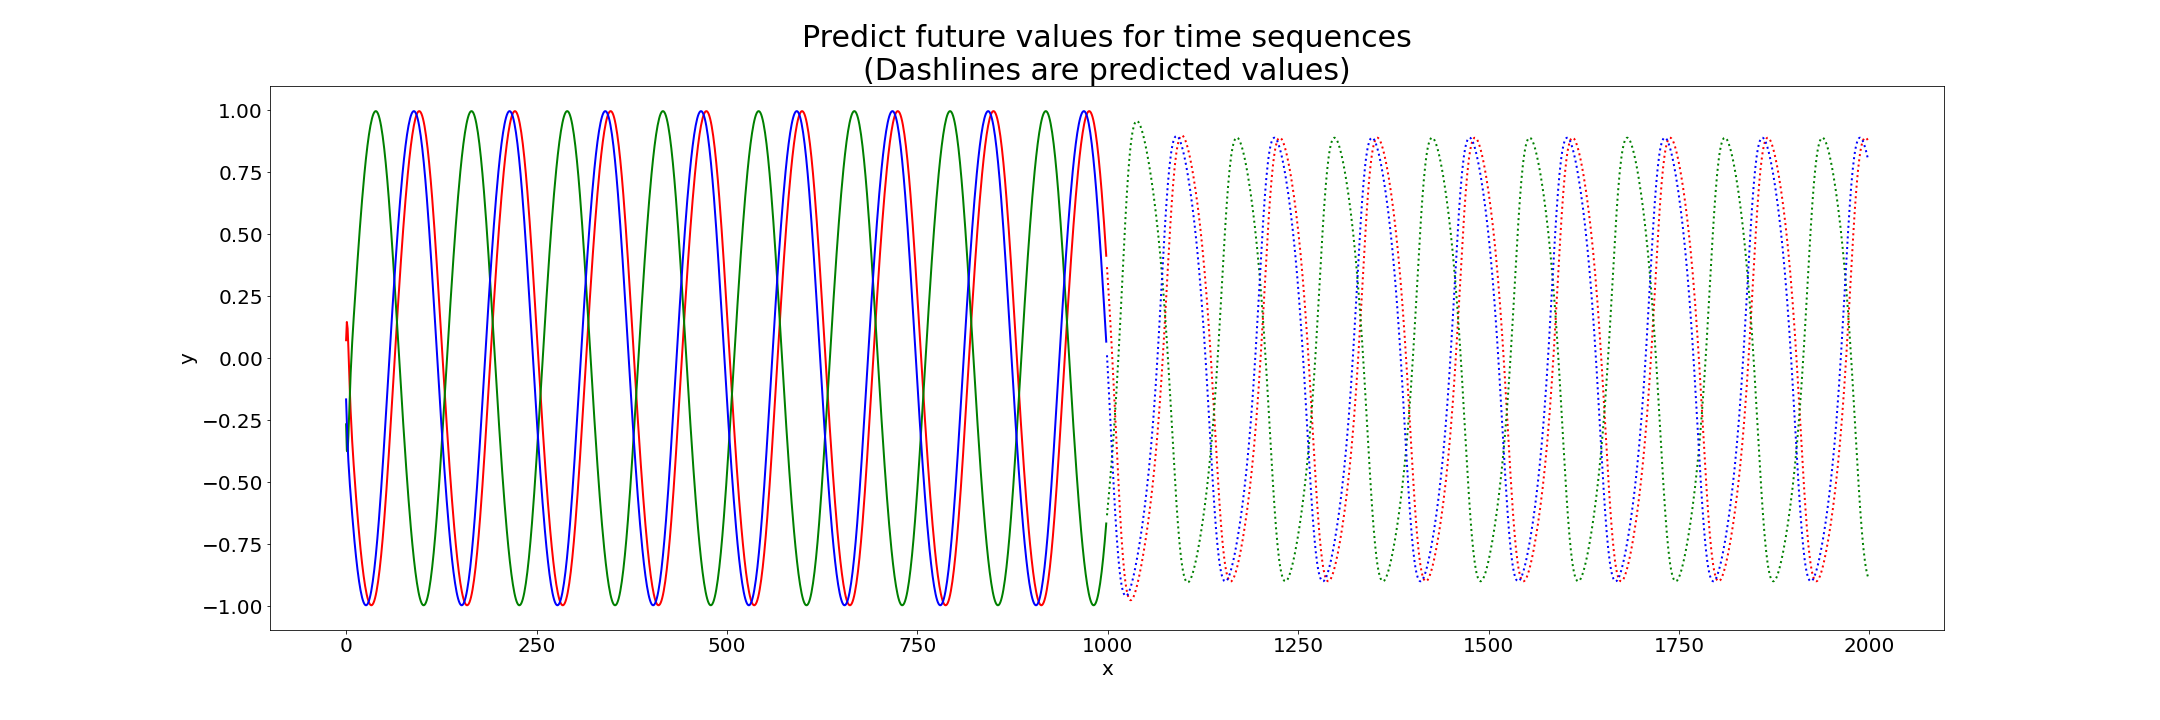 Predict future values for time sequences
(Dashlines are predicted values)
1.00
0.75
0.50
0.25
0.00
−0.25
−0.50
−0.75
−1.00
y
0 250 500 750 1000 1250 1500 1750 2000
x